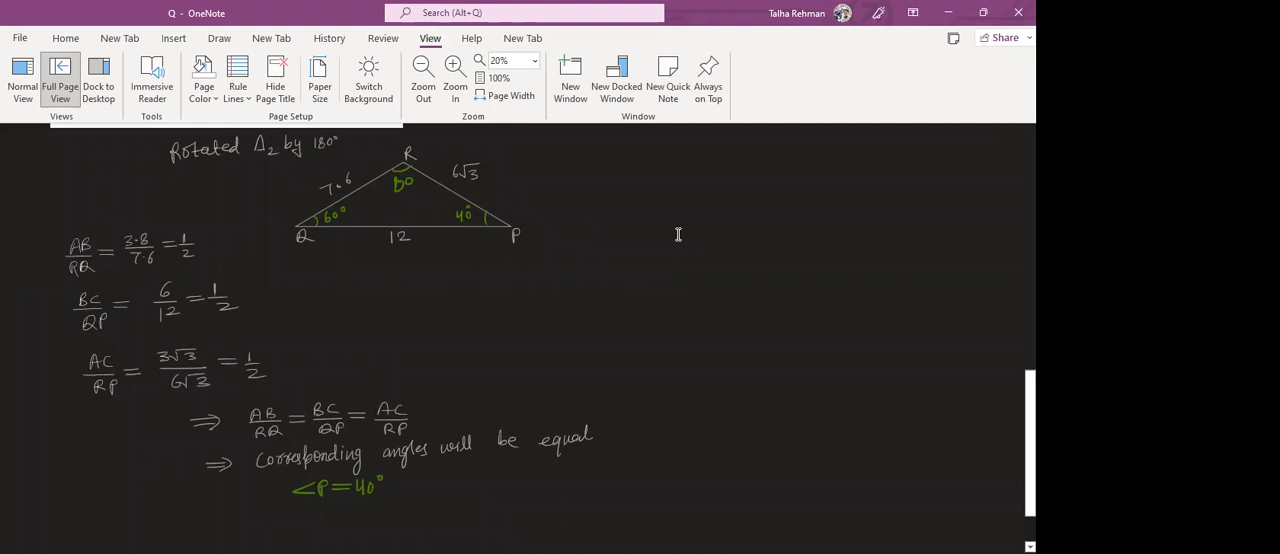 Q - OneNote
Search (Alt+Q)
Talha Rehman
File Home New Tab Insert Draw New Tab History Review View Help New Tab
Share
Normal View
Full Page View
Dock to Desktop
Immersive Reader
Page Color
Rule Lines
Hide Page Title
Paper Size
Switch Background
Zoom Out
Zoom In
20%
100%
Page Width
New Window
New Docked Window
New Quick Note
Always on Top
Views Tools Page Setup Zoom Window
Rotated Δ₂ by 180°
R
7.6
6√3
80
60°
40°
Q 12 P
AB/RQ = 3.8/7.6 = 1/2
BC/QP = 6/12 = 1/2
AC/RP = 3√3/6√3 = 1/2
⇒ AB/RQ = BC/QP = AC/RP
⇒ Corresponding angles will be equal
∠P = 40°